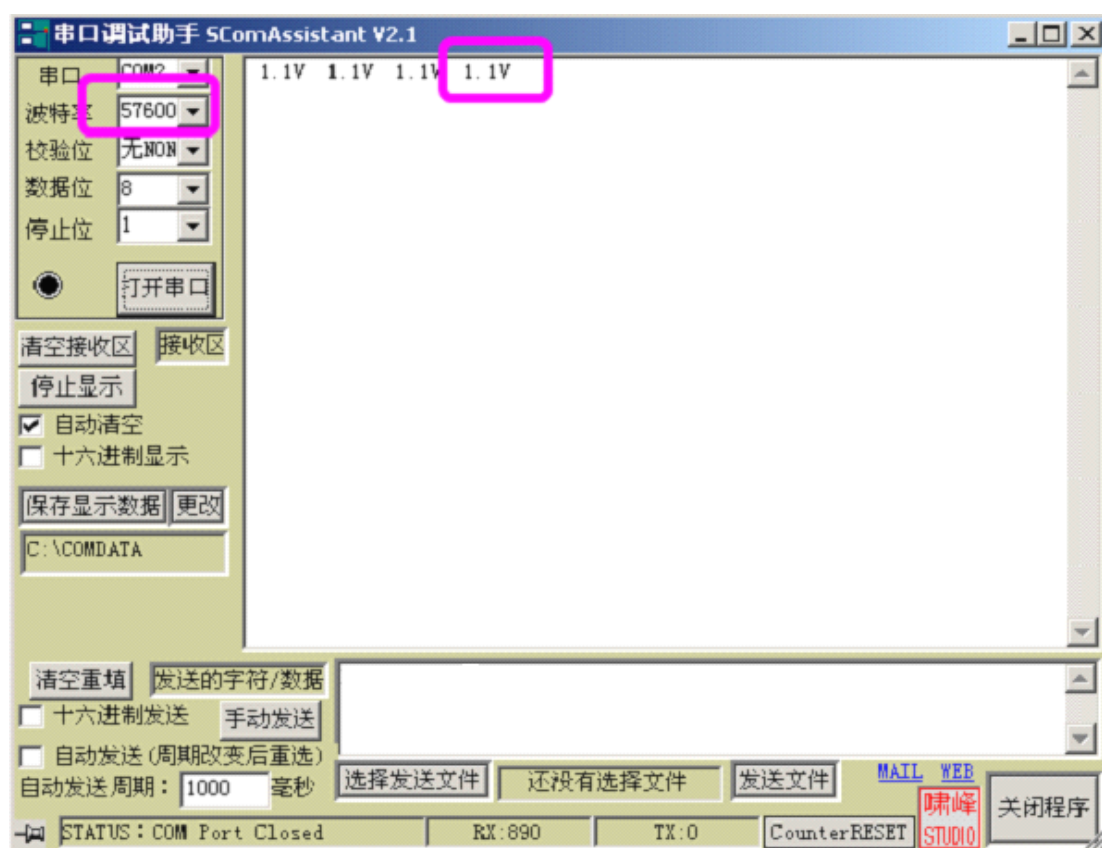 串口调试助手 SComAssistant V2.1
串口 COM2
1.1V 1.1V 1.1V 1.1V
波特率 57600
校验位 无NON
数据位 8
停止位 1
打开串口
清空接收区 接收区
停止显示
自动清空
十六进制显示
保存显示数据 更改
C:\COMDATA
清空重填 发送的字符/数据
十六进制发送 手动发送
自动发送(周期改变后重选)
自动发送周期：1000 毫秒 选择发送文件 还没有选择文件 发送文件 MAIL WEB
啸峰 STUDIO 关闭程序
STATUS：COM Port Closed RX:890 TX:0 CounterRESET